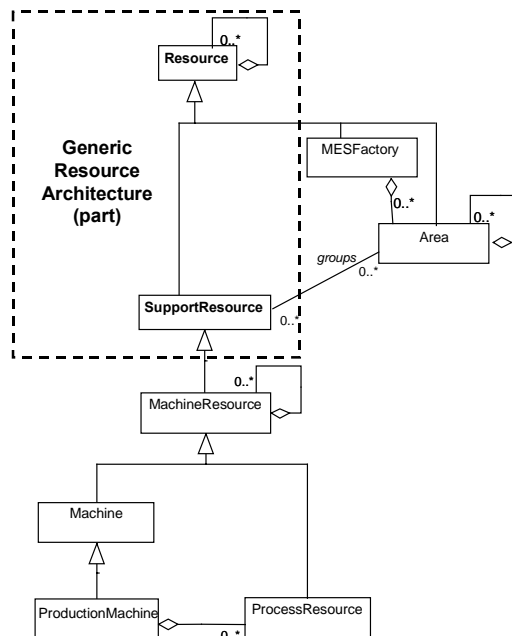 0..*
Resource
Generic
Resource
Architecture
(part)
MESFactory
0..*
0..*
Area
groups
0..*
SupportResource
0..*
0..*
MachineResource
Machine
ProductionMachine
ProcessResource
0..*